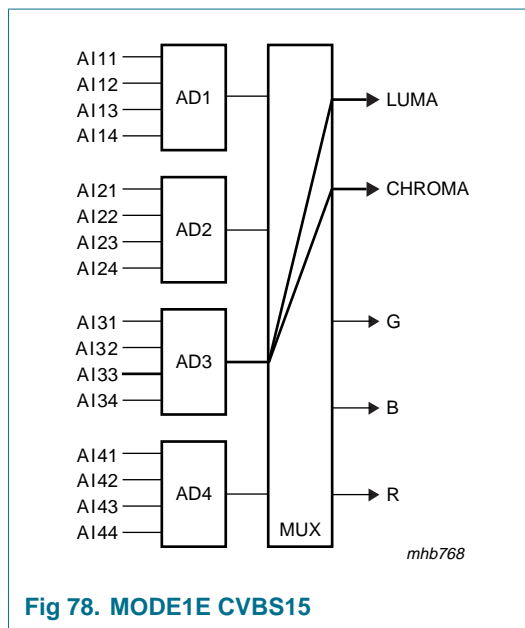 AI11
AI12
AI13
AI14
AD1
LUMA
CHROMA
AI21
AI22
AI23
AI24
AD2
AI31
AI32
AI33
AI34
AD3
G
B
AI41
AI42
AI43
AI44
AD4
R
MUX
mhb768
Fig 78. MODE1E CVBS15